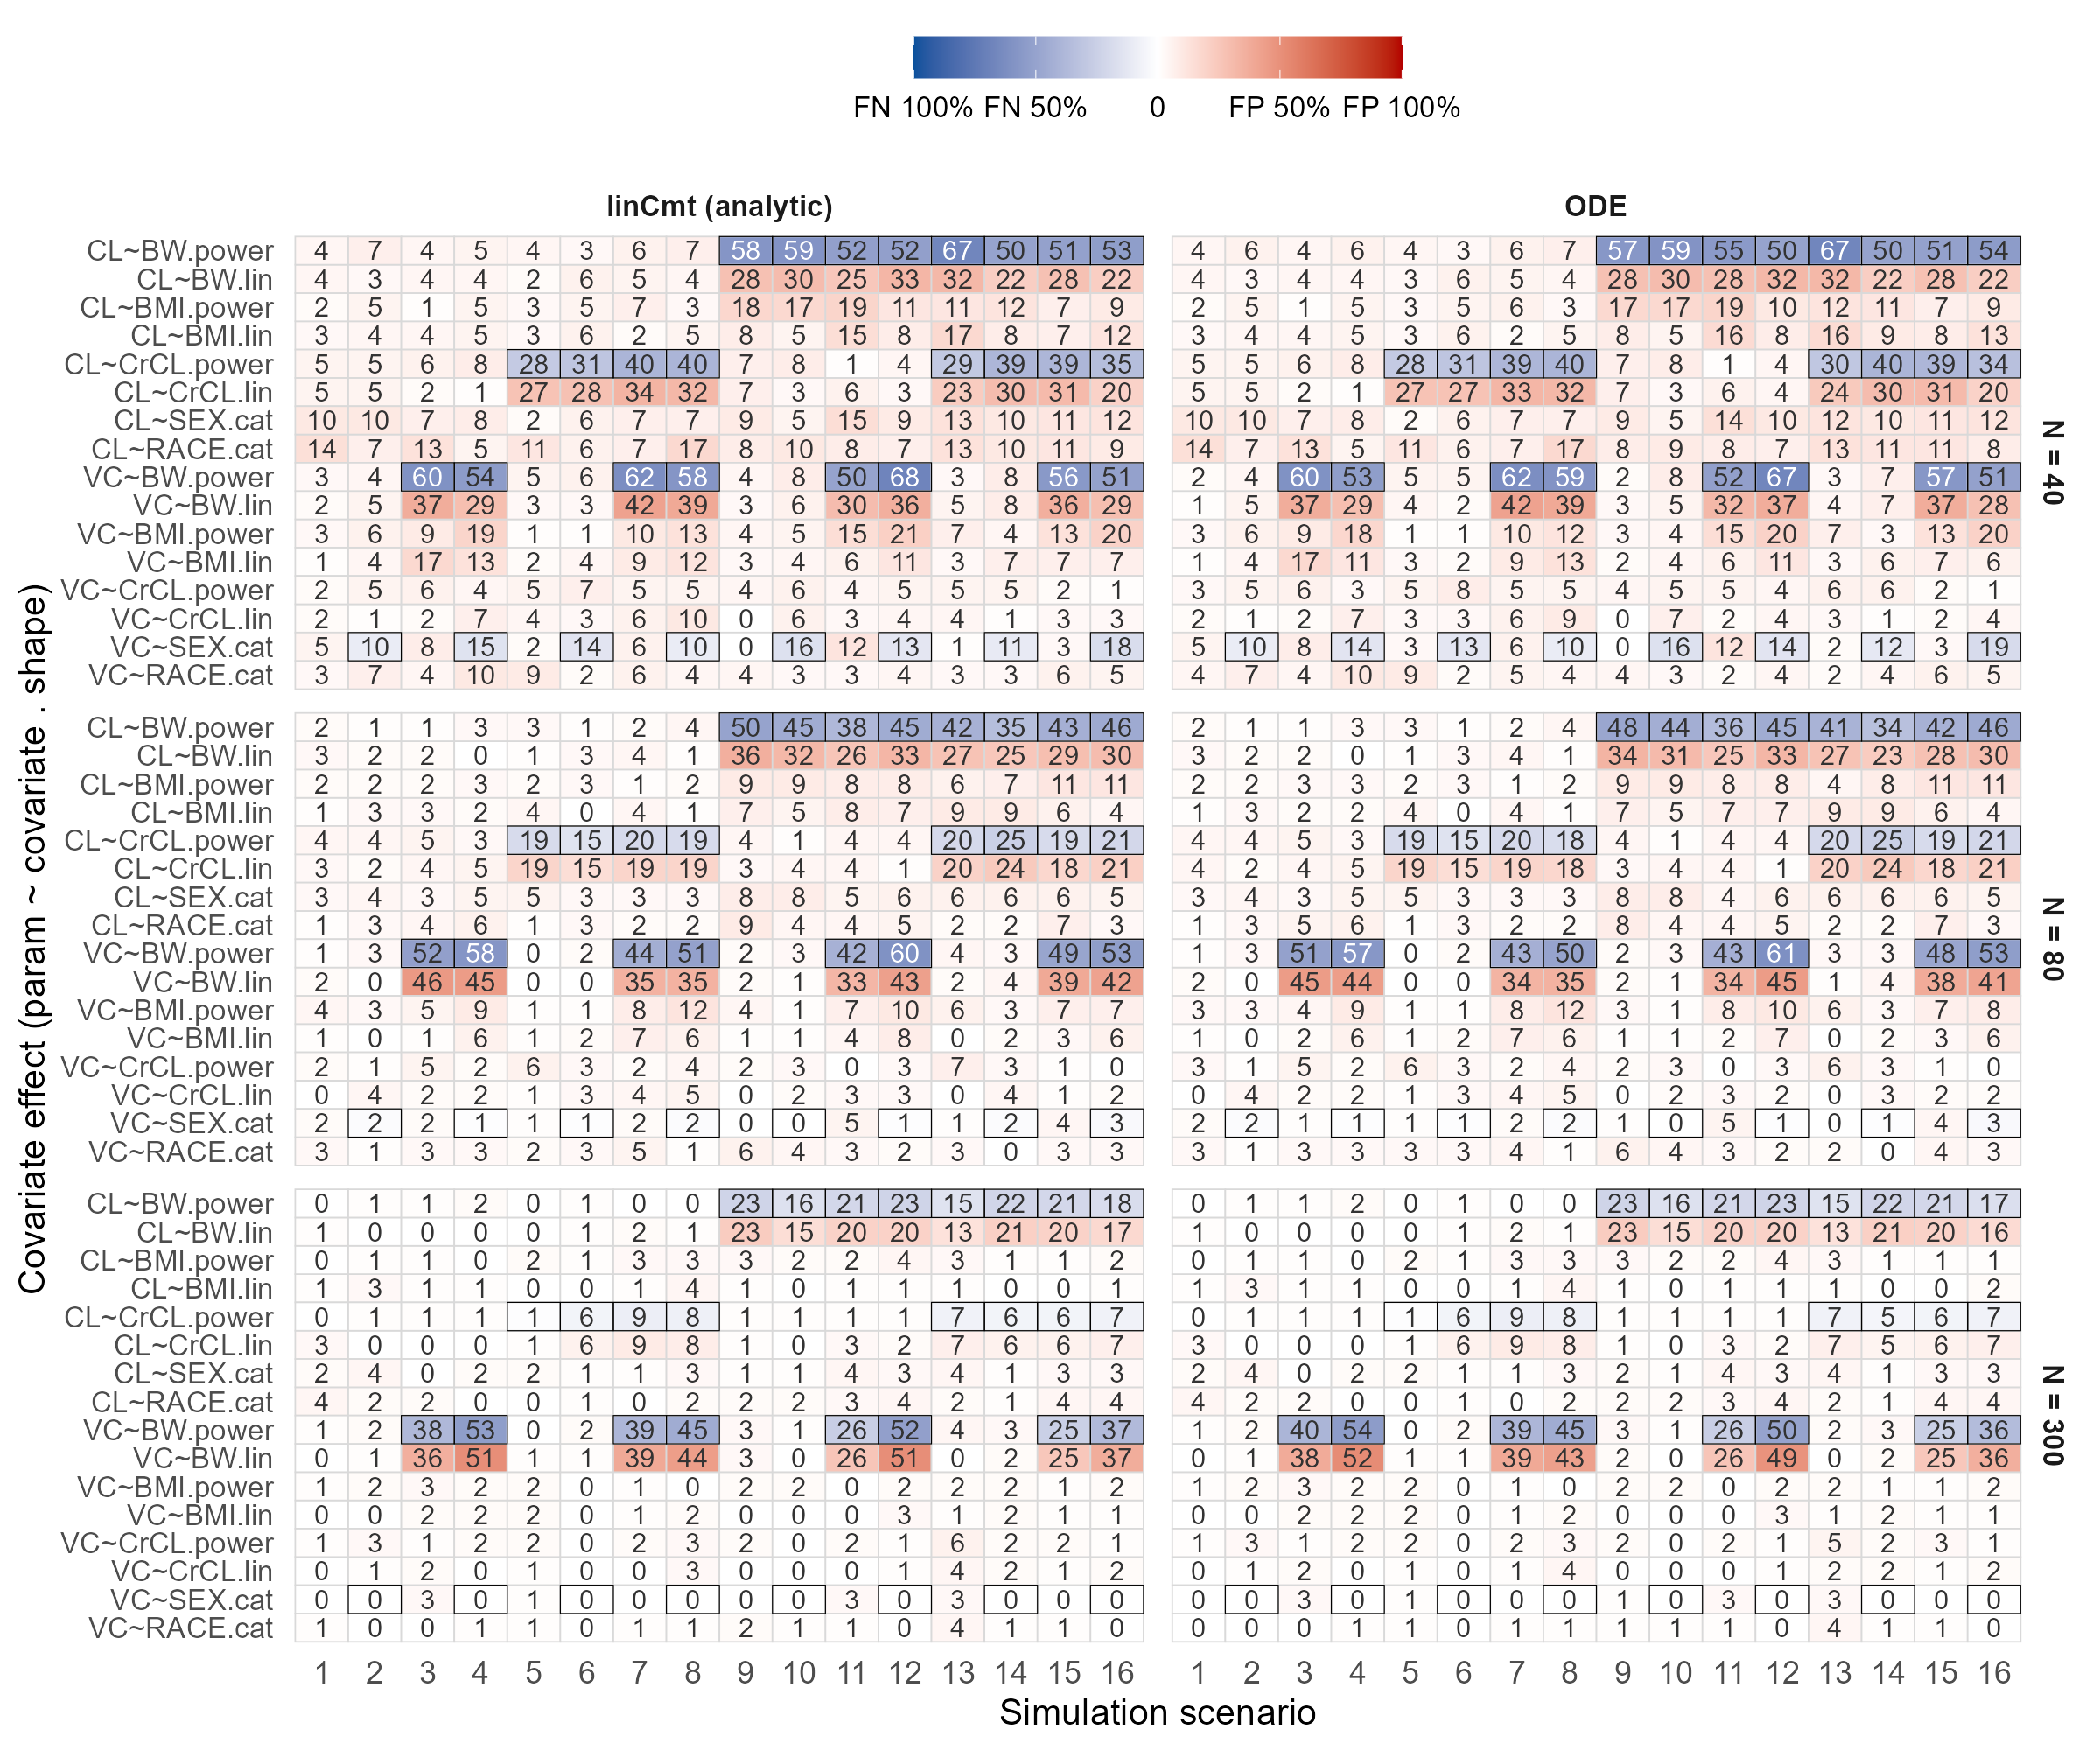 FN 100% FN 50% 0 FP 50% FP 100%
linCmt (analytic) ODE
CL~BW.power 4 7 4 5 4 3 6 7 58 59 52 52 67 50 51 53 4 6 4 6 4 3 6 7 57 59 55 50 67 50 51 54
CL~BW.lin 4 3 4 4 2 6 5 4 28 30 25 33 32 22 28 22 4 3 4 4 3 6 5 4 28 30 28 32 32 22 28 22
CL~BMI.power 2 5 1 5 3 5 7 3 18 17 19 11 11 12 7 9 2 5 1 5 3 5 6 3 17 17 19 10 12 11 7 9
CL~BMI.lin 3 4 4 5 3 6 2 5 8 5 15 8 17 8 7 12 3 4 4 5 3 6 2 5 8 5 16 8 16 9 8 13
CL~CrCL.power 5 5 6 8 28 31 40 40 7 8 1 4 29 39 39 35 5 5 6 8 28 31 39 40 7 8 1 4 30 40 39 34
CL~CrCL.lin 5 5 2 1 27 28 34 32 7 3 6 3 23 30 31 20 5 5 2 1 27 27 33 32 7 3 6 4 24 30 31 20
CL~SEX.cat 10 10 7 8 2 6 7 7 9 5 15 9 13 10 11 12 10 10 7 8 2 6 7 7 9 5 14 10 12 10 11 12
CL~RACE.cat 14 7 13 5 11 6 7 17 8 10 8 7 13 10 11 9 14 7 13 5 11 6 7 17 8 9 8 7 13 11 11 8
VC~BW.power 3 4 60 54 5 6 62 58 4 8 50 68 3 8 56 51 2 4 60 53 5 5 62 59 2 8 52 67 3 7 57 51
VC~BW.lin 2 5 37 29 3 3 42 39 3 6 30 36 5 8 36 29 1 5 37 29 4 2 42 39 3 5 32 37 4 7 37 28
VC~BMI.power 3 6 9 19 1 1 10 13 4 5 15 21 7 4 13 20 3 6 9 18 1 1 10 12 3 4 15 20 7 3 13 20
VC~BMI.lin 1 4 17 13 2 4 9 12 3 4 6 11 3 7 7 7 1 4 17 11 3 2 9 13 2 4 6 11 3 6 7 6
VC~CrCL.power 2 5 6 4 5 7 5 5 4 6 4 5 5 5 2 1 3 5 6 3 5 8 5 5 4 5 5 4 6 6 2 1
VC~CrCL.lin 2 1 2 7 4 3 6 10 0 6 3 4 4 1 3 3 2 1 2 7 3 3 6 9 0 7 2 4 3 1 2 4
VC~SEX.cat 5 10 8 15 2 14 6 10 0 16 12 13 1 11 3 18 5 10 8 14 3 13 6 10 0 16 12 14 2 12 3 19
VC~RACE.cat 3 7 4 10 9 2 6 4 4 3 3 4 3 3 6 5 4 7 4 10 9 2 5 4 4 3 2 4 2 4 6 5
N = 40
CL~BW.power 2 1 1 3 3 1 2 4 50 45 38 45 42 35 43 46 2 1 1 3 3 1 2 4 48 44 36 45 41 34 42 46
CL~BW.lin 3 2 2 0 1 3 4 1 36 32 26 33 27 25 29 30 3 2 2 0 1 3 4 1 34 31 25 33 27 23 28 30
CL~BMI.power 2 2 2 3 2 3 1 2 9 9 8 8 6 7 11 11 2 2 3 3 2 3 1 2 9 9 8 8 4 8 11 11
CL~BMI.lin 1 3 3 2 4 0 4 1 7 5 8 7 9 9 6 4 1 3 2 2 4 0 4 1 7 5 7 7 9 9 6 4
CL~CrCL.power 4 4 5 3 19 15 20 19 4 1 4 4 20 25 19 21 4 4 5 3 19 15 20 18 4 1 4 4 20 25 19 21
CL~CrCL.lin 3 2 4 5 19 15 19 19 3 4 4 1 20 24 18 21 4 2 4 5 19 15 19 18 3 4 4 1 20 24 18 21
CL~SEX.cat 3 4 3 5 5 3 3 3 8 8 5 6 6 6 6 5 3 4 3 5 5 3 3 3 8 8 4 6 6 6 6 5
CL~RACE.cat 1 3 4 6 1 3 2 2 9 4 4 5 2 2 7 3 1 3 5 6 1 3 2 2 8 4 4 5 2 2 7 3
VC~BW.power 1 3 52 58 0 2 44 51 2 3 42 60 4 3 49 53 1 3 51 57 0 2 43 50 2 3 43 61 3 3 48 53
VC~BW.lin 2 0 46 45 0 0 35 35 2 1 33 43 2 4 39 42 2 0 45 44 0 0 34 35 2 1 34 45 1 4 38 41
VC~BMI.power 4 3 5 9 1 1 8 12 4 1 7 10 6 3 7 7 3 3 4 9 1 1 8 12 3 1 8 10 6 3 7 8
VC~BMI.lin 1 0 1 6 1 2 7 6 1 1 4 8 0 2 3 6 1 0 2 6 1 2 7 6 1 1 2 7 0 2 3 6
VC~CrCL.power 2 1 5 2 6 3 2 4 2 3 0 3 7 3 1 0 3 1 5 2 6 3 2 4 2 3 0 3 6 3 1 0
VC~CrCL.lin 0 4 2 2 1 3 4 5 0 2 3 3 0 4 1 2 0 4 2 2 1 3 4 5 0 2 3 2 0 3 2 2
VC~SEX.cat 2 2 2 1 1 1 2 2 0 0 5 1 1 2 4 3 2 2 1 1 1 1 2 2 1 0 5 1 0 1 4 3
VC~RACE.cat 3 1 3 3 2 3 5 1 6 4 3 2 3 0 3 3 3 1 3 3 3 3 4 1 6 4 3 2 2 0 4 3
N = 80
CL~BW.power 0 1 1 2 0 1 0 0 23 16 21 23 15 22 21 18 0 1 1 2 0 1 0 0 23 16 21 23 15 22 21 17
CL~BW.lin 1 0 0 0 0 1 2 1 23 15 20 20 13 21 20 17 1 0 0 0 0 1 2 1 23 15 20 20 13 21 20 16
CL~BMI.power 0 1 1 0 2 1 3 3 3 2 2 4 3 1 1 2 0 1 1 0 2 1 3 3 3 2 2 4 3 1 1 1
CL~BMI.lin 1 3 1 1 0 0 1 4 1 0 1 1 1 0 0 1 1 3 1 1 0 0 1 4 1 0 1 1 1 0 0 2
CL~CrCL.power 0 1 1 1 1 6 9 8 1 1 1 1 7 6 6 7 0 1 1 1 1 6 9 8 1 1 1 1 7 5 6 7
CL~CrCL.lin 3 0 0 0 1 6 9 8 1 0 3 2 7 6 6 7 3 0 0 0 1 6 9 8 1 0 3 2 7 5 6 7
CL~SEX.cat 2 4 0 2 2 1 1 3 1 1 4 3 4 1 3 3 2 4 0 2 2 1 1 3 2 1 4 3 4 1 3 3
CL~RACE.cat 4 2 2 0 0 1 0 2 2 2 3 4 2 1 4 4 4 2 2 0 0 1 0 2 2 2 3 4 2 1 4 4
VC~BW.power 1 2 38 53 0 2 39 45 3 1 26 52 4 3 25 37 1 2 40 54 0 2 39 45 3 1 26 50 2 3 25 36
VC~BW.lin 0 1 36 51 1 1 39 44 3 0 26 51 0 2 25 37 0 1 38 52 1 1 39 43 2 0 26 49 0 2 25 36
VC~BMI.power 1 2 3 2 2 0 1 0 2 2 0 2 2 2 1 2 1 2 3 2 2 0 1 0 2 2 0 2 2 1 1 2
VC~BMI.lin 0 0 2 2 2 0 1 2 0 0 0 3 1 2 1 1 0 0 2 2 2 0 1 2 0 0 0 3 1 2 1 1
VC~CrCL.power 1 3 1 2 2 0 2 3 2 0 2 1 6 2 2 1 1 3 1 2 2 0 2 3 2 0 2 1 5 2 3 1
VC~CrCL.lin 0 1 2 0 1 0 0 3 0 0 0 1 4 2 1 2 0 1 2 0 1 0 1 4 0 0 0 1 2 2 1 2
VC~SEX.cat 0 0 3 0 1 0 0 0 0 0 3 0 3 0 0 0 0 0 3 0 1 0 0 0 1 0 3 0 3 0 0 0
VC~RACE.cat 1 0 0 1 1 0 1 1 2 1 1 0 4 1 1 0 0 0 0 1 1 0 1 1 1 1 1 0 4 1 1 0
N = 300
1 2 3 4 5 6 7 8 9 10 11 12 13 14 15 16 1 2 3 4 5 6 7 8 9 10 11 12 13 14 15 16
Simulation scenario
Covariate effect (param ~ covariate . shape)